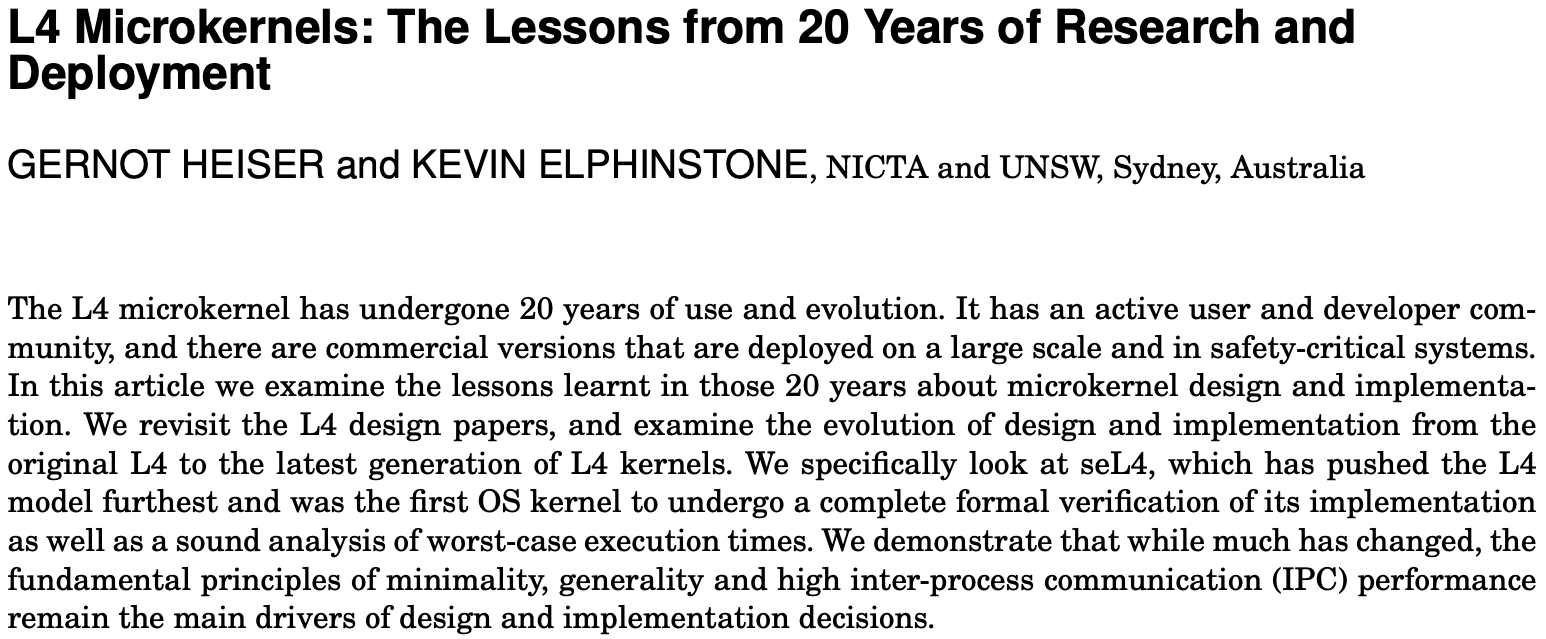 L4 Microkernels: The Lessons from 20 Years of Research and
Deployment
GERNOT HEISER and KEVIN ELPHINSTONE, NICTA and UNSW, Sydney, Australia
The L4 microkernel has undergone 20 years of use and evolution. It has an active user and developer com-
munity, and there are commercial versions that are deployed on a large scale and in safety-critical systems.
In this article we examine the lessons learnt in those 20 years about microkernel design and implementa-
tion. We revisit the L4 design papers, and examine the evolution of design and implementation from the
original L4 to the latest generation of L4 kernels. We specifically look at seL4, which has pushed the L4
model furthest and was the first OS kernel to undergo a complete formal verification of its implementation
as well as a sound analysis of worst-case execution times. We demonstrate that while much has changed, the
fundamental principles of minimality, generality and high inter-process communication (IPC) performance
remain the main drivers of design and implementation decisions.